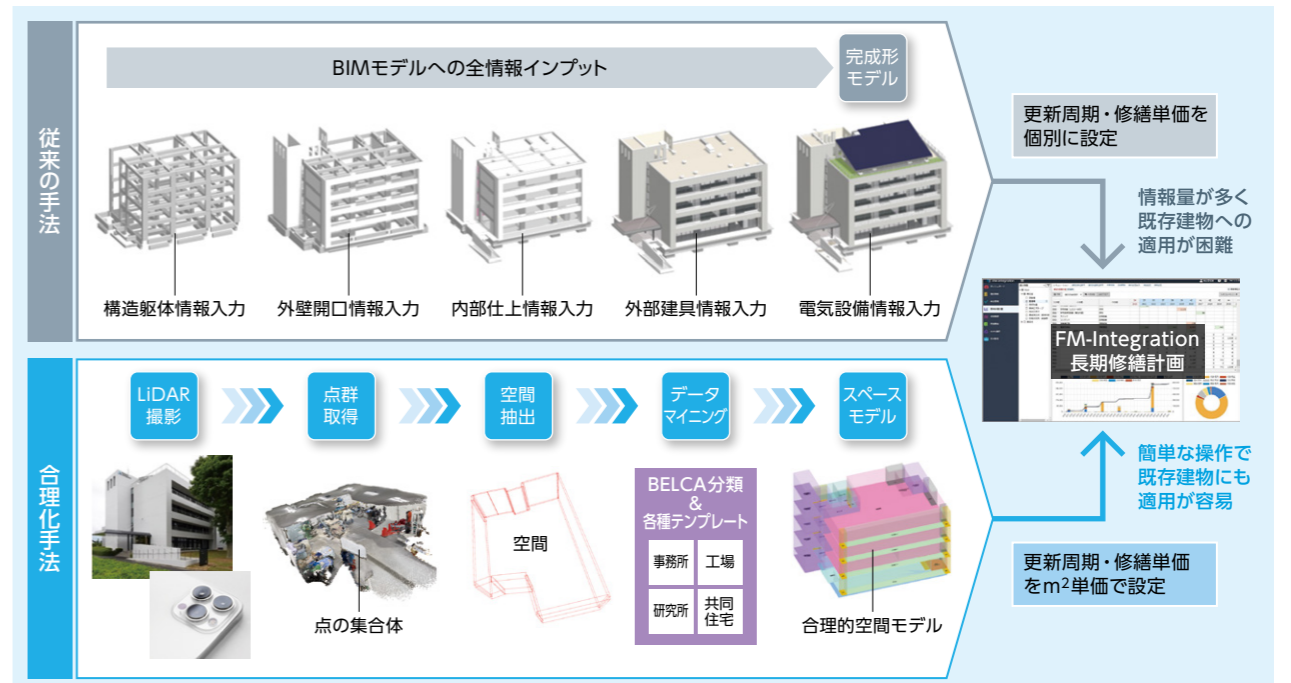 従来の手法
BIMモデルへの全情報インプット
完成形
モデル
構造躯体情報入力
外壁開口情報入力
内部仕上情報入力
外部建具情報入力
電気設備情報入力
更新周期・修繕単価を
個別に設定
情報量が多く
既存建物への
適用が困難
FM-Integration
長期修繕計画
合理化手法
LiDAR
撮影
点群
取得
空間
抽出
データ
マイニング
スペース
モデル
点の集合体
空間
BELCA分類
&
各種テンプレート
事務所
工場
研究所
共同
住宅
合理的空間モデル
簡単な操作で
既存建物にも
適用が容易
更新周期・修繕単価
をm²単価で設定